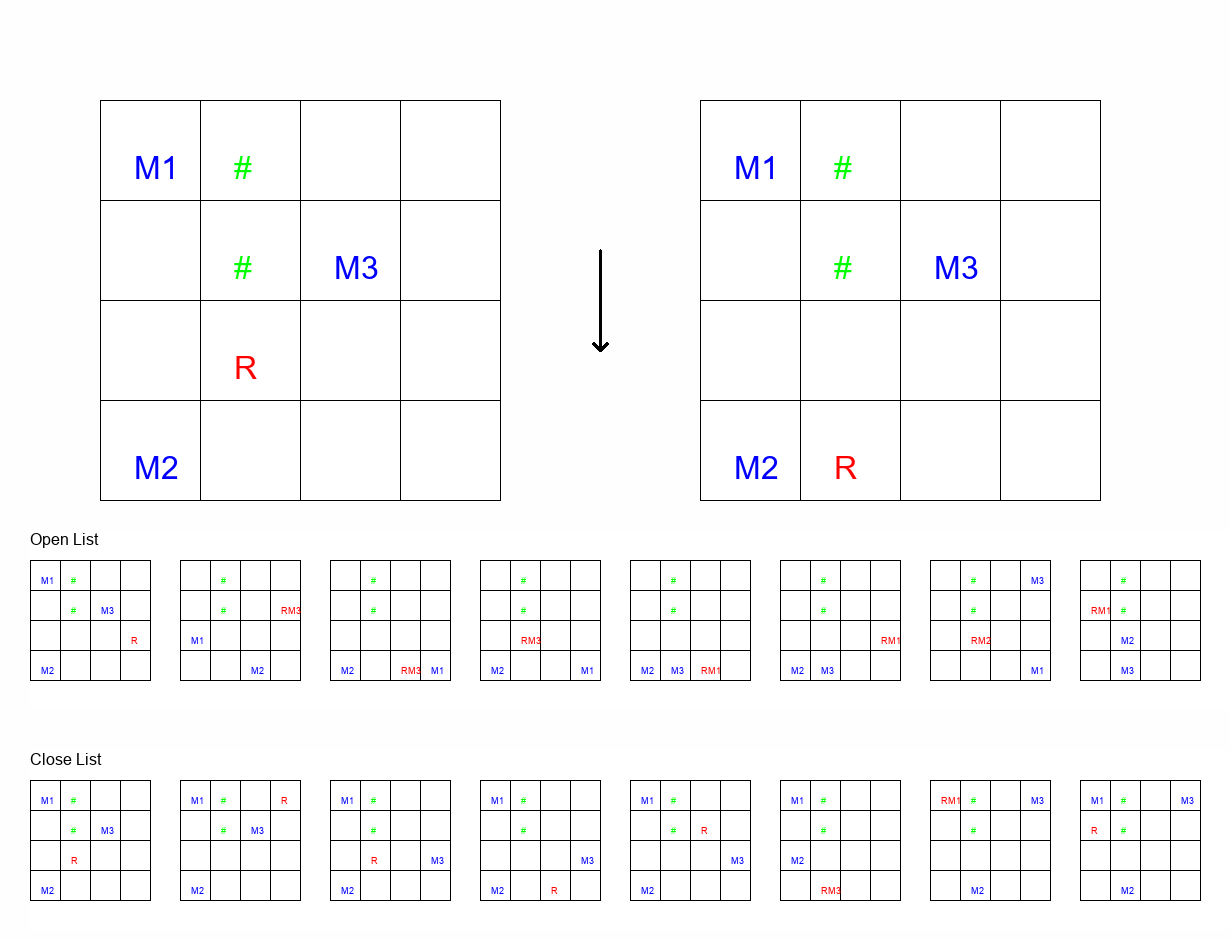 M1 # M1 #
# M3 # M3
R
M2 M2 R
Open List
M1 # # # # # # # M3 #
# M3 # RM3 # # # # # RM1 #
R M1 RM3 RM1 RM2 M2
M2 M2 M2 RM3 M1 M2 M1 M2 M3 RM1 M2 M3 M1 M3
Close List
M1 # M1 # R M1 # M1 # M1 # M1 # RM1 # M3 M1 # M3
# M3 # M3 # # # R # # R #
R R M3 M3 M3 M2
M2 M2 M2 M2 R M2 RM3 M2 M2